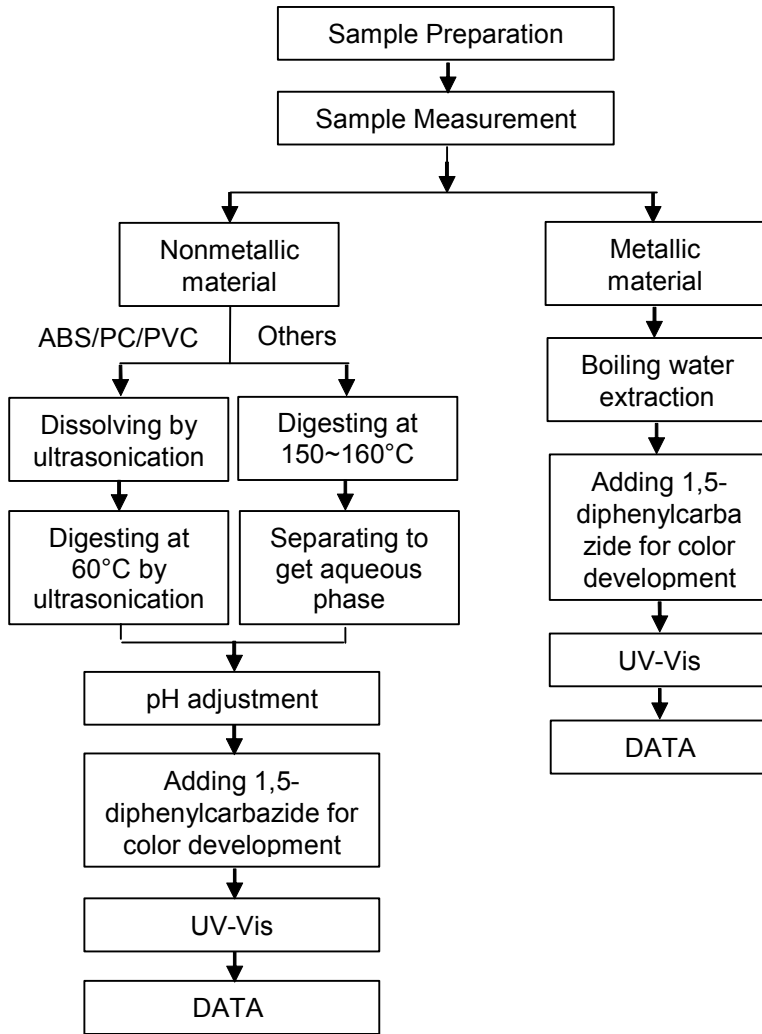 Sample Preparation
Sample Measurement
Nonmetallic
material
Metallic
material
ABS/PC/PVC
Others
Boiling water
extraction
Dissolving by
ultrasonication
Digesting at
150~160°C
Adding 1,5-
diphenylcarba
zide for color
development
Digesting at
60°C by
ultrasonication
Separating to
get aqueous
phase
UV-Vis
pH adjustment
DATA
Adding 1,5-
diphenylcarbazide for
color development
UV-Vis
DATA